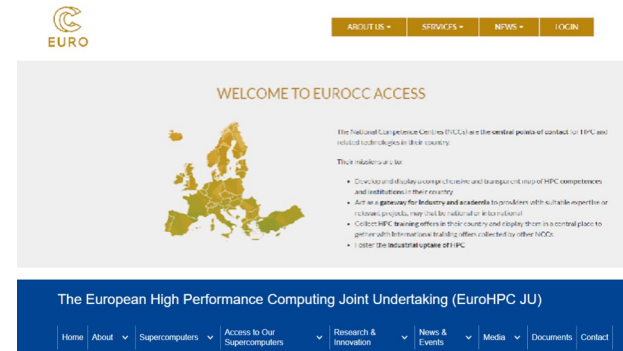 EURO
ABOUT US
SERVICES
NEWS
LOGIN
WELCOME TO EUROCC ACCESS
The National Competence Centres (NCCs) are the central points of contact for HPC and
related technologies in their country.
Their missions are to:
• Develop and display a comprehensive and transparent map of HPC competences
and institutions in their country
• Act as a gateway for industry and academia to providers with suitable expertise or
relevant projects, may that be national or international
• Collect HPC training offers in their country and display them in a central place to
gether with international training offers collected by other NCCs
• Foster the industrial uptake of HPC
The European High Performance Computing Joint Undertaking (EuroHPC JU)
Home
About
Supercomputers
Access to Our
Supercomputers
Research &
Innovation
News &
Events
Media
Documents
Contact